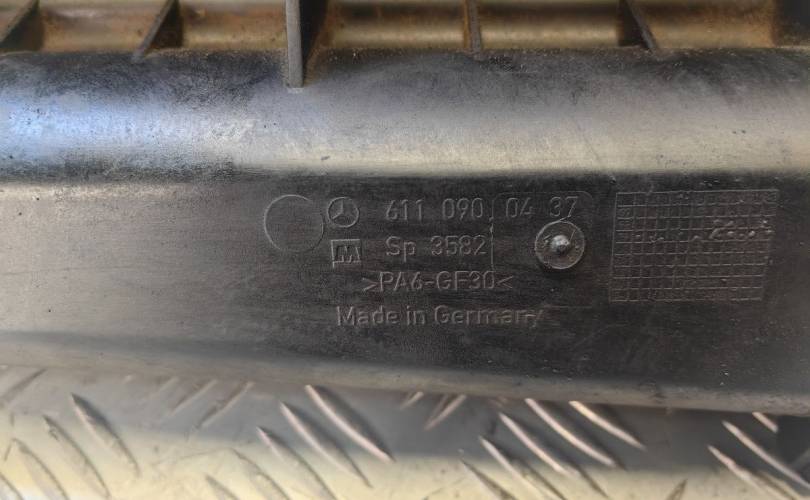 611 090 04 37
M Sp 3582
>PA6-GF30<
Made in Germany